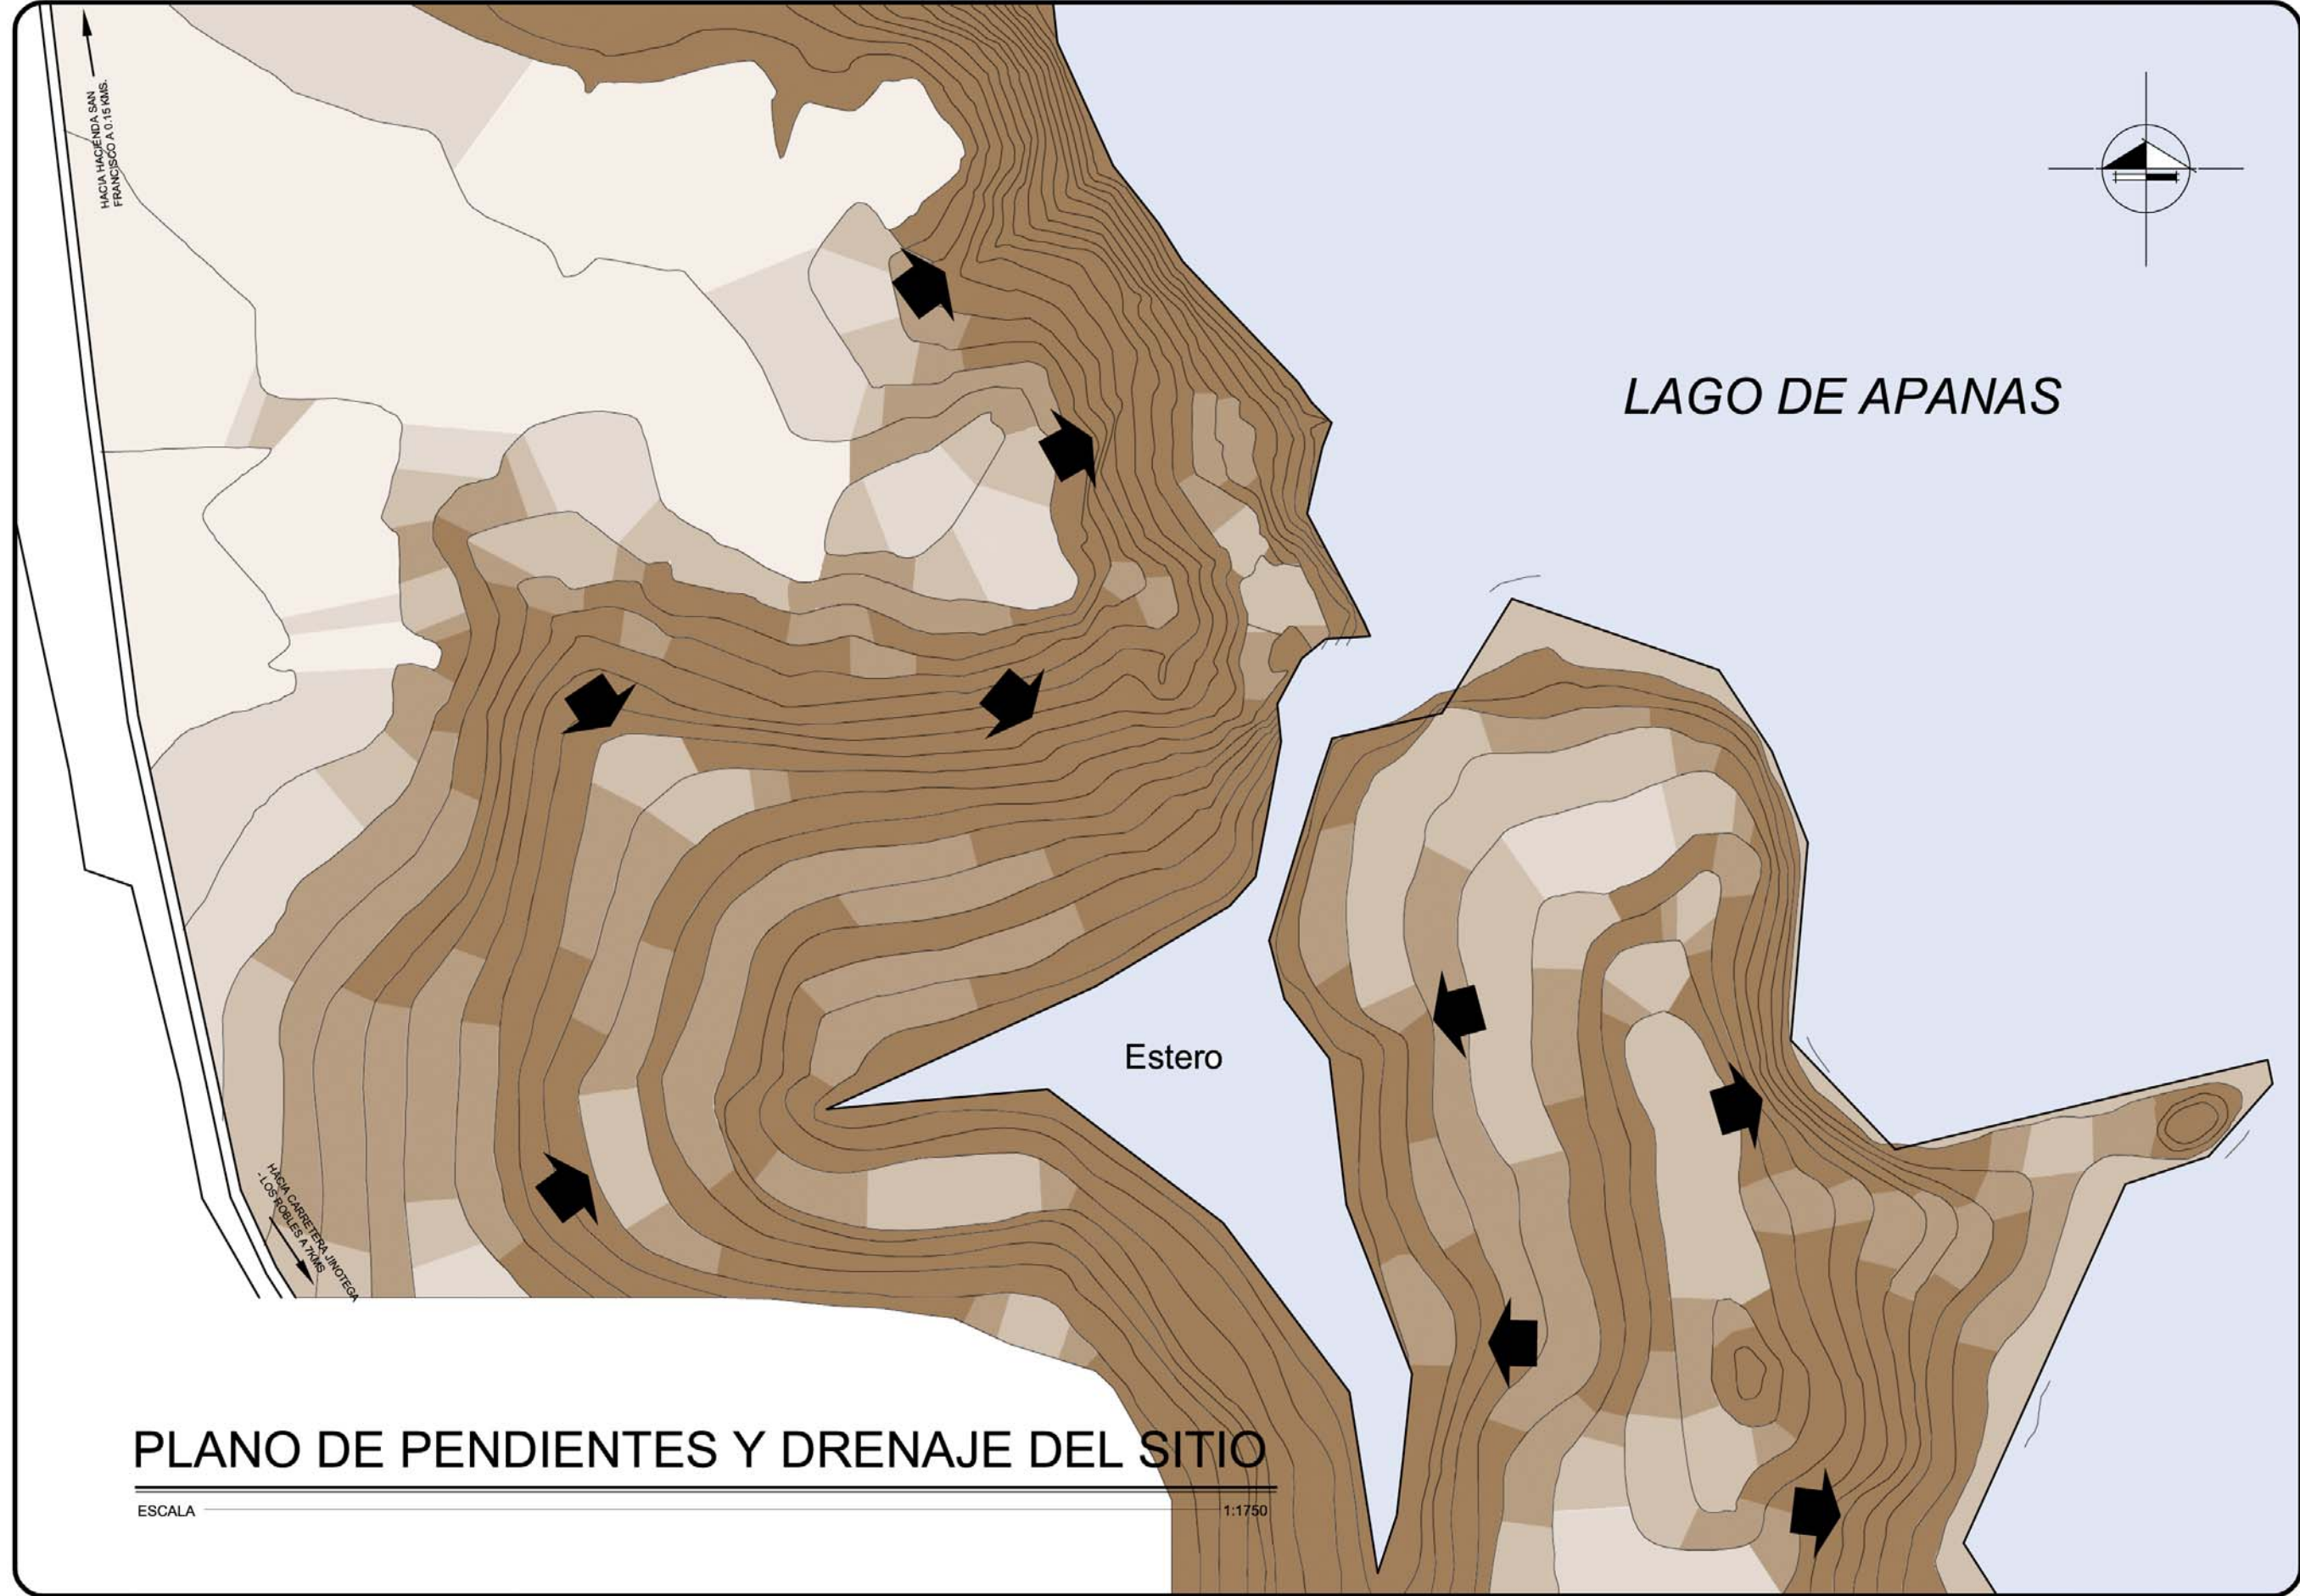 HACIA HACIENDA SAN
FRANCISCO A 0.15 KMS.
LAGO DE APANAS
Estero
HACIA CARRETERA JINOTEGA
- LOS ROBLES A 7KMS
PLANO DE PENDIENTES Y DRENAJE DEL SITIO
ESCALA 1:1750